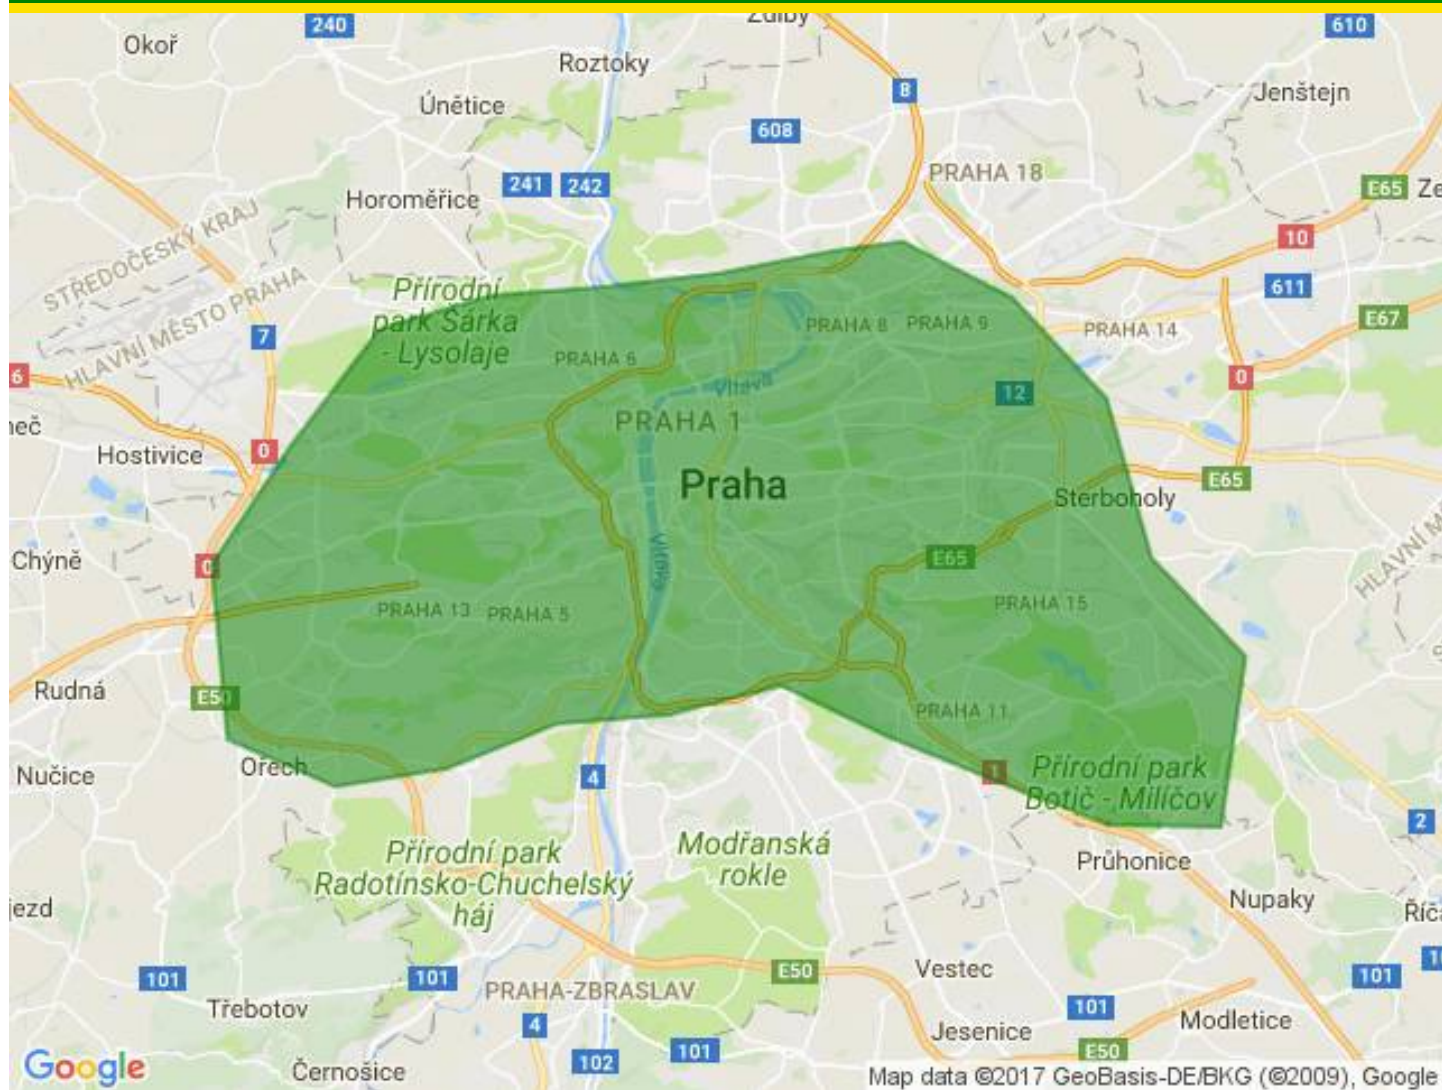 240
Zdiby
610
Okoř
Roztoky
8
Jenštejn
Únětice
608
PRAHA 18
241
242
E65
Horoměřice
STŘEDOČESKÝ KRAJ
HLAVNÍ MĚSTO PRAHA
10
Přírodní
park Šárka
- Lysolaje
611
7
PRAHA 8
PRAHA 9
E67
PRAHA 14
PRAHA 6
6
0
Vltava
12
PRAHA 1
Hostivice
0
Praha
E65
Sterboholy
Vltava
E65
Chýně
0
PRAHA 13
PRAHA 5
PRAHA 15
Rudná
E50
PRAHA 11
Ořech
Nučice
4
1
Přírodní park
Botič - Milíčov
2
Přírodní park
Radotínsko-Chuchelský
háj
Modřanská
rokle
Průhonice
Nupaky
101
101
E50
Vestec
101
PRAHA-ZBRASLAV
Třebotov
4
101
Modletice
Jesenice
101
E50
102
Černošice
Google
Map data ©2017 GeoBasis-DE/BKG (©2009), Google